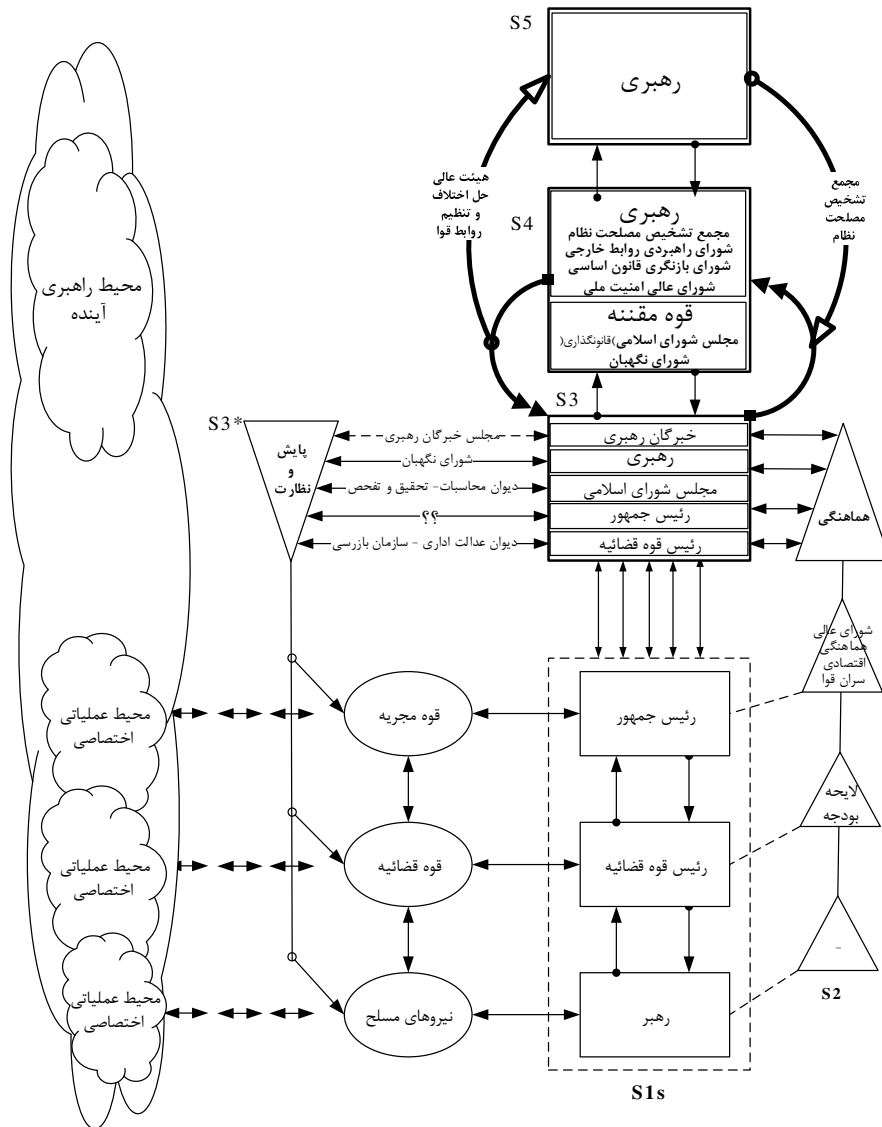 S5
رهبری
هیئت عالی
حل اختلاف
و تنظیم
روابط قوا
مجمع
تشخیص
مصلحت
نظام
S4
رهبری
مجمع تشخیص مصلحت نظام
شورای راهبردی روابط خارجی
شورای بازنگری قانون اساسی
شورای عالی امنیت ملی
قوه مقننه
مجلس شورای اسلامی)قانونگذاری(
شورای نگهبان
محیط راهبری
آینده
S3
S3*
پایش
و
نظارت
مجلس خبرگان رهبری
شورای نگهبان
دیوان محاسبات- تحقیق و تفحص
؟؟
دیوان عدالت اداری - سازمان بازرسی
خبرگان رهبری
رهبری
مجلس شورای اسلامی
رئیس جمهور
رئیس قوه قضائیه
هماهنگی
شورای عالی
هماهنگی
اقتصادی
سران قوا
رئیس جمهور
قوه مجریه
محیط عملیاتی
اختصاصی
لایحه
بودجه
رئیس قوه قضائیه
قوه قضائیه
محیط عملیاتی
اختصاصی
-
S2
رهبر
نیروهای مسلح
محیط عملیاتی
اختصاصی
S1s